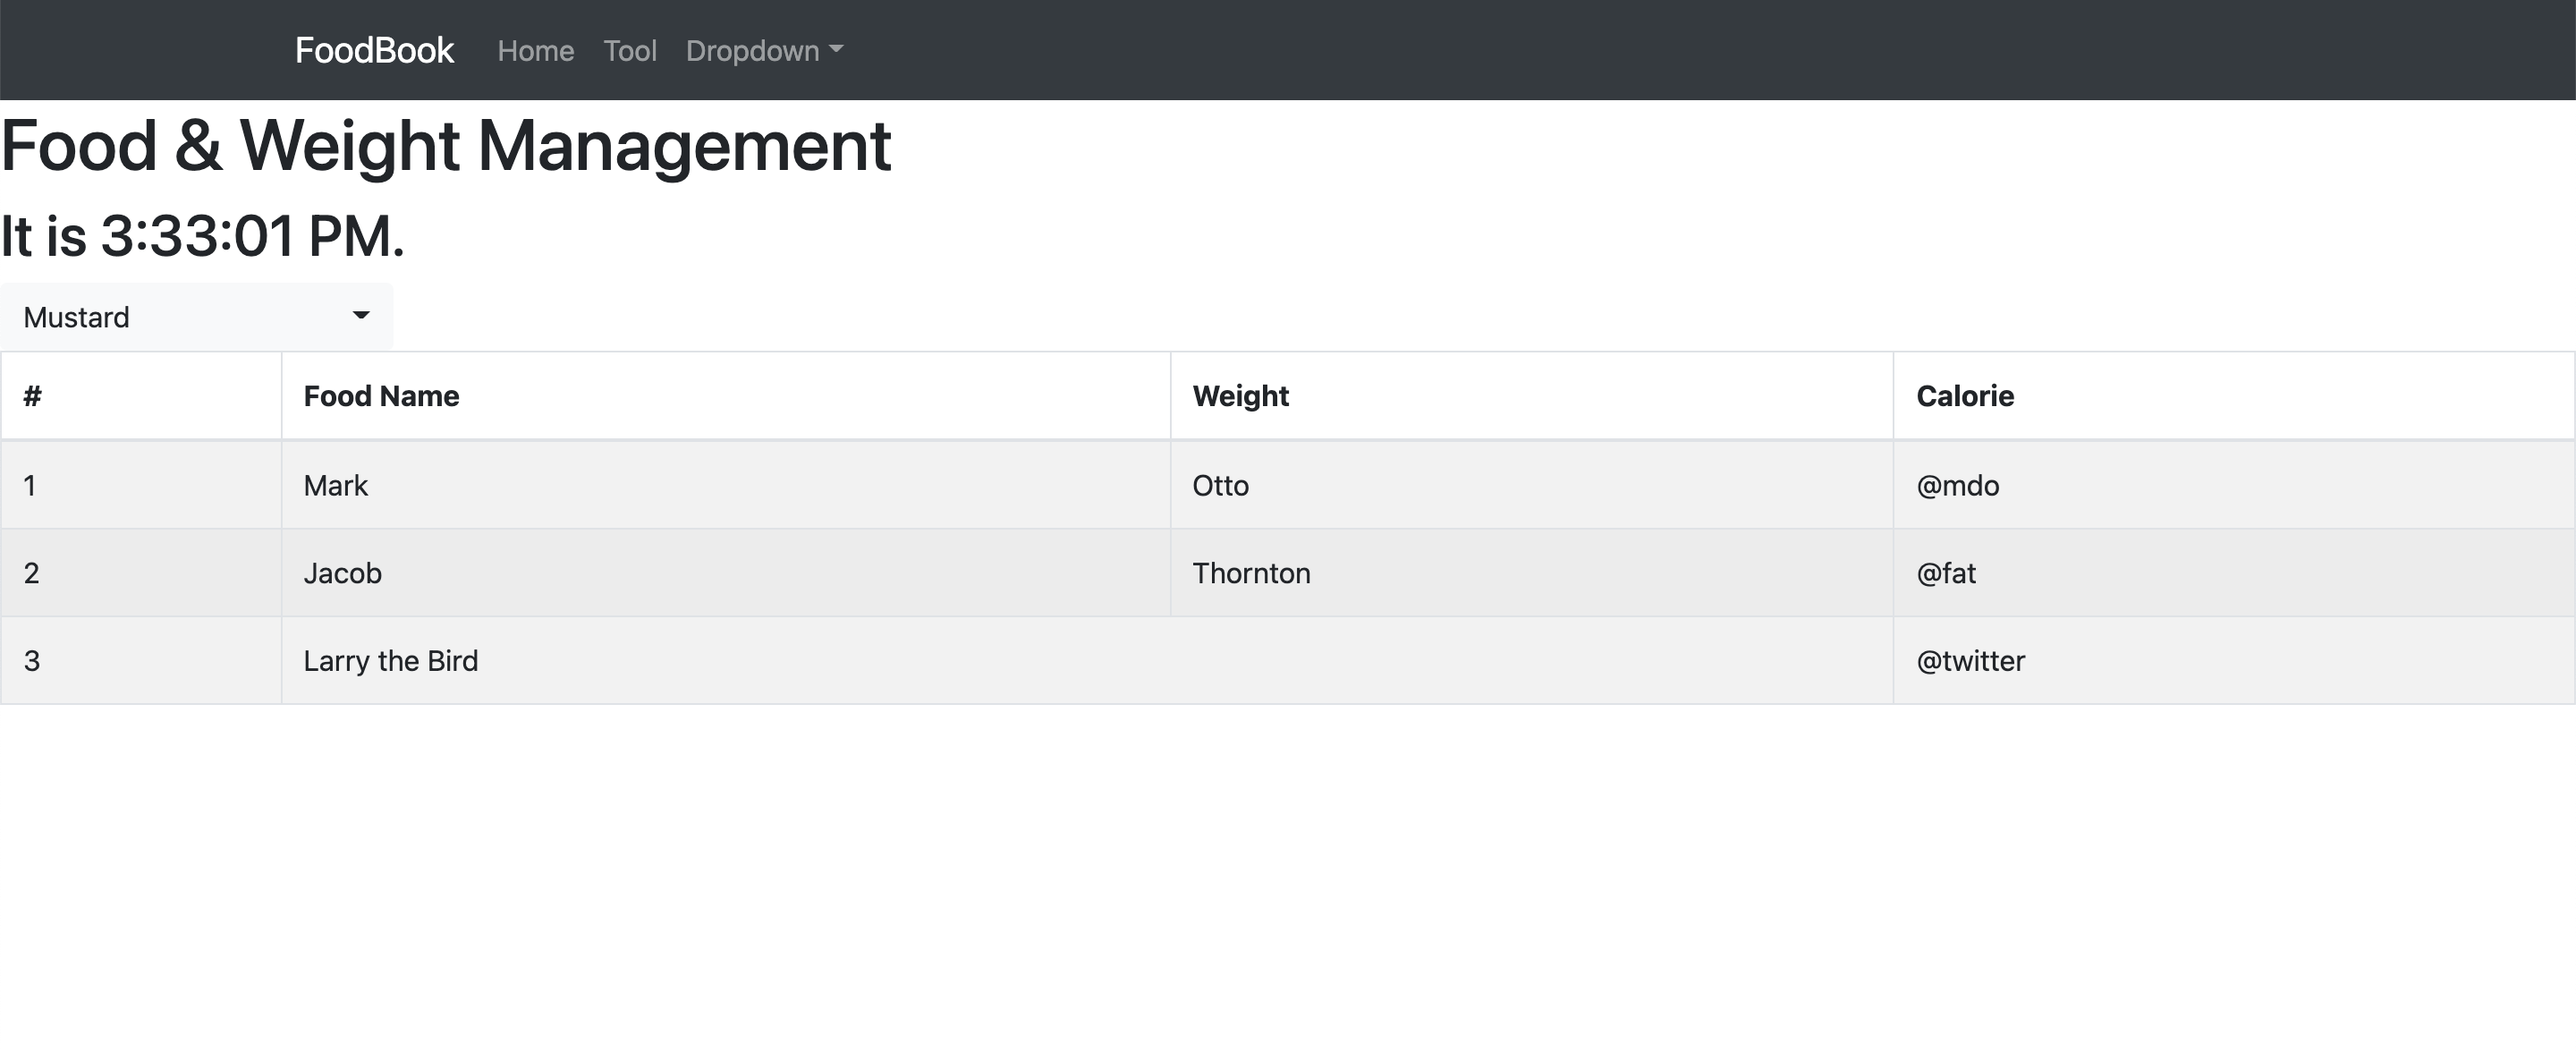 FoodBook Home Tool Dropdown
Food & Weight Management
It is 3:33:01 PM.
Mustard
# Food Name Weight Calorie
1 Mark Otto @mdo
2 Jacob Thornton @fat
3 Larry the Bird @twitter